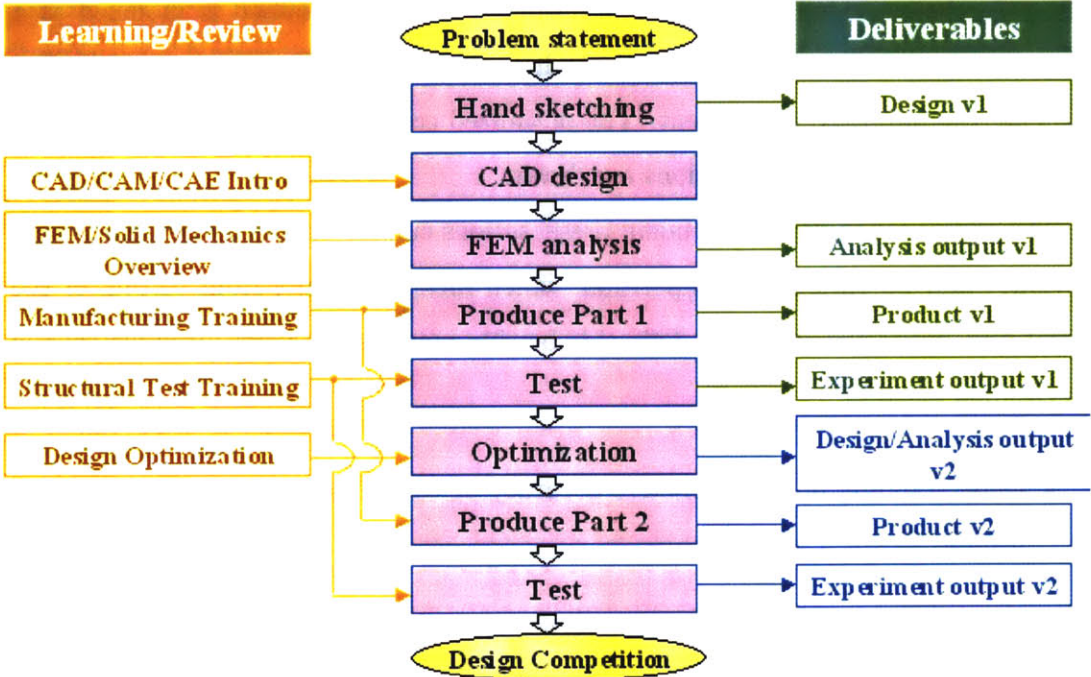 Learning/Review
Problem statement
Deliverables
Hand sketching
Design v1
CAD/CAM/CAE Intro
CAD design
FEM/Solid Mechanics
Overview
FEM analysis
Analysis output v1
Manufacturing Training
Produce Part 1
Product v1
Structural Test Training
Test
Experiment output v1
Design Optimization
Optimization
Design/Analysis output
v2
Produce Part 2
Product v2
Test
Experiment output v2
Design Competition